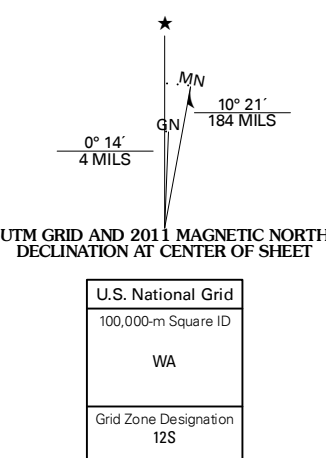 ★
MN
GN
0° 14´
4 MILS
10° 21´
184 MILS
UTM GRID AND 2011 MAGNETIC NORTH
DECLINATION AT CENTER OF SHEET
U.S. National Grid
100,000-m Square ID
WA
Grid Zone Designation
12S